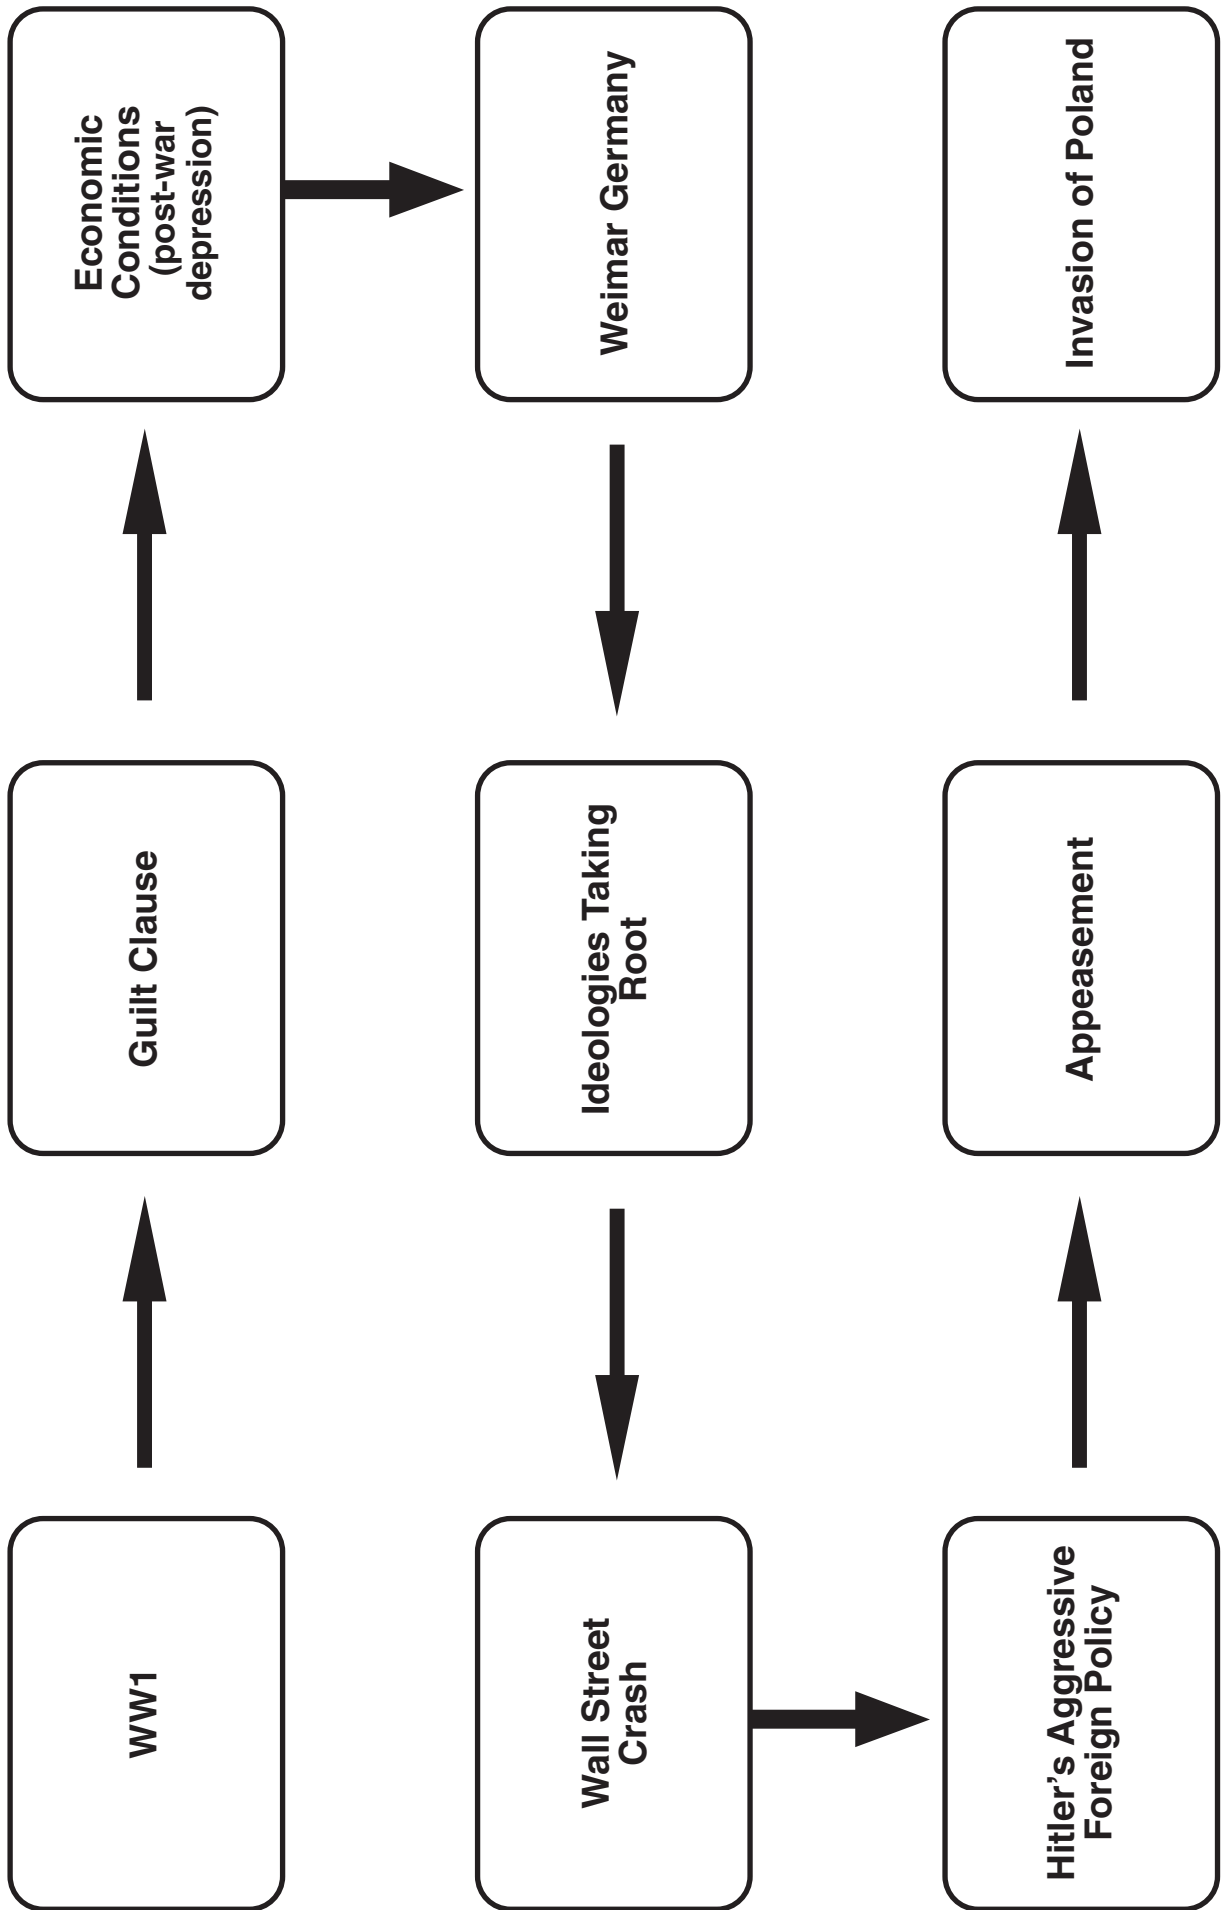 WW1
Guilt Clause
Economic
Conditions
(post-war
depression)
Weimar Germany
Ideologies Taking
Root
Wall Street
Crash
Hitler’s Aggressive
Foreign Policy
Appeasement
Invasion of Poland